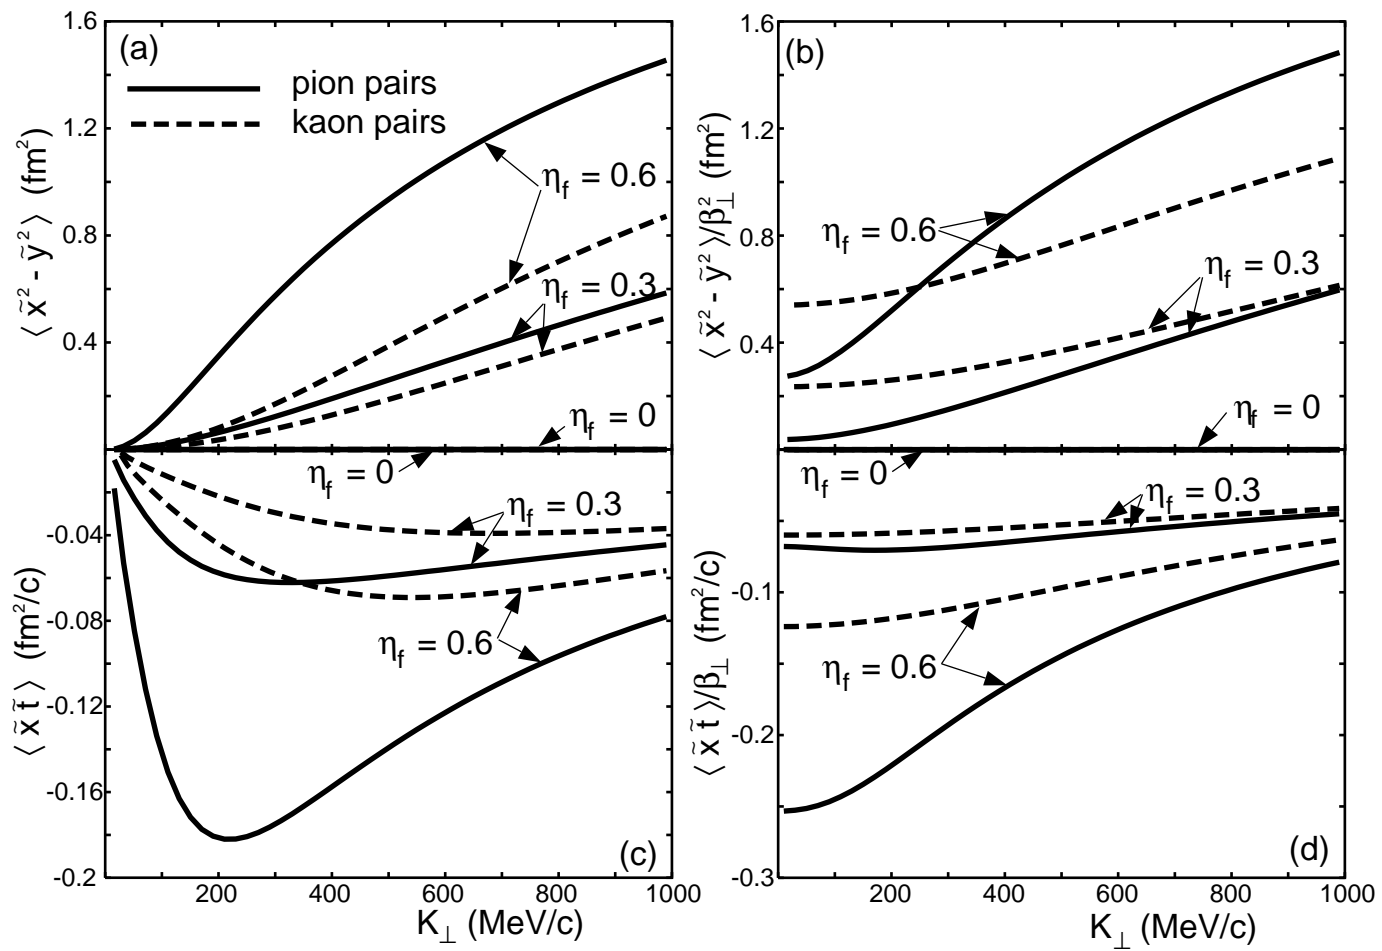 (a)
pion pairs
kaon pairs
η_f = 0.6
η_f = 0.3
η_f = 0
⟨ x̃² - ỹ² ⟩ (fm²)
1.6
1.2
0.8
0.4
(b)
η_f = 0.6
η_f = 0.3
η_f = 0
⟨ x̃² - ỹ² ⟩/β⊥² (fm²)
1.6
1.2
0.8
0.4
η_f = 0
η_f = 0.3
η_f = 0.6
(c)
⟨ x̃ t̃ ⟩ (fm²/c)
-0.04
-0.08
-0.12
-0.16
-0.2
200
400
600
800
1000
K⊥ (MeV/c)
η_f = 0
η_f = 0.3
η_f = 0.6
(d)
⟨ x̃ t̃ ⟩/β⊥ (fm²/c)
-0.1
-0.2
-0.3
200
400
600
800
1000
K⊥ (MeV/c)